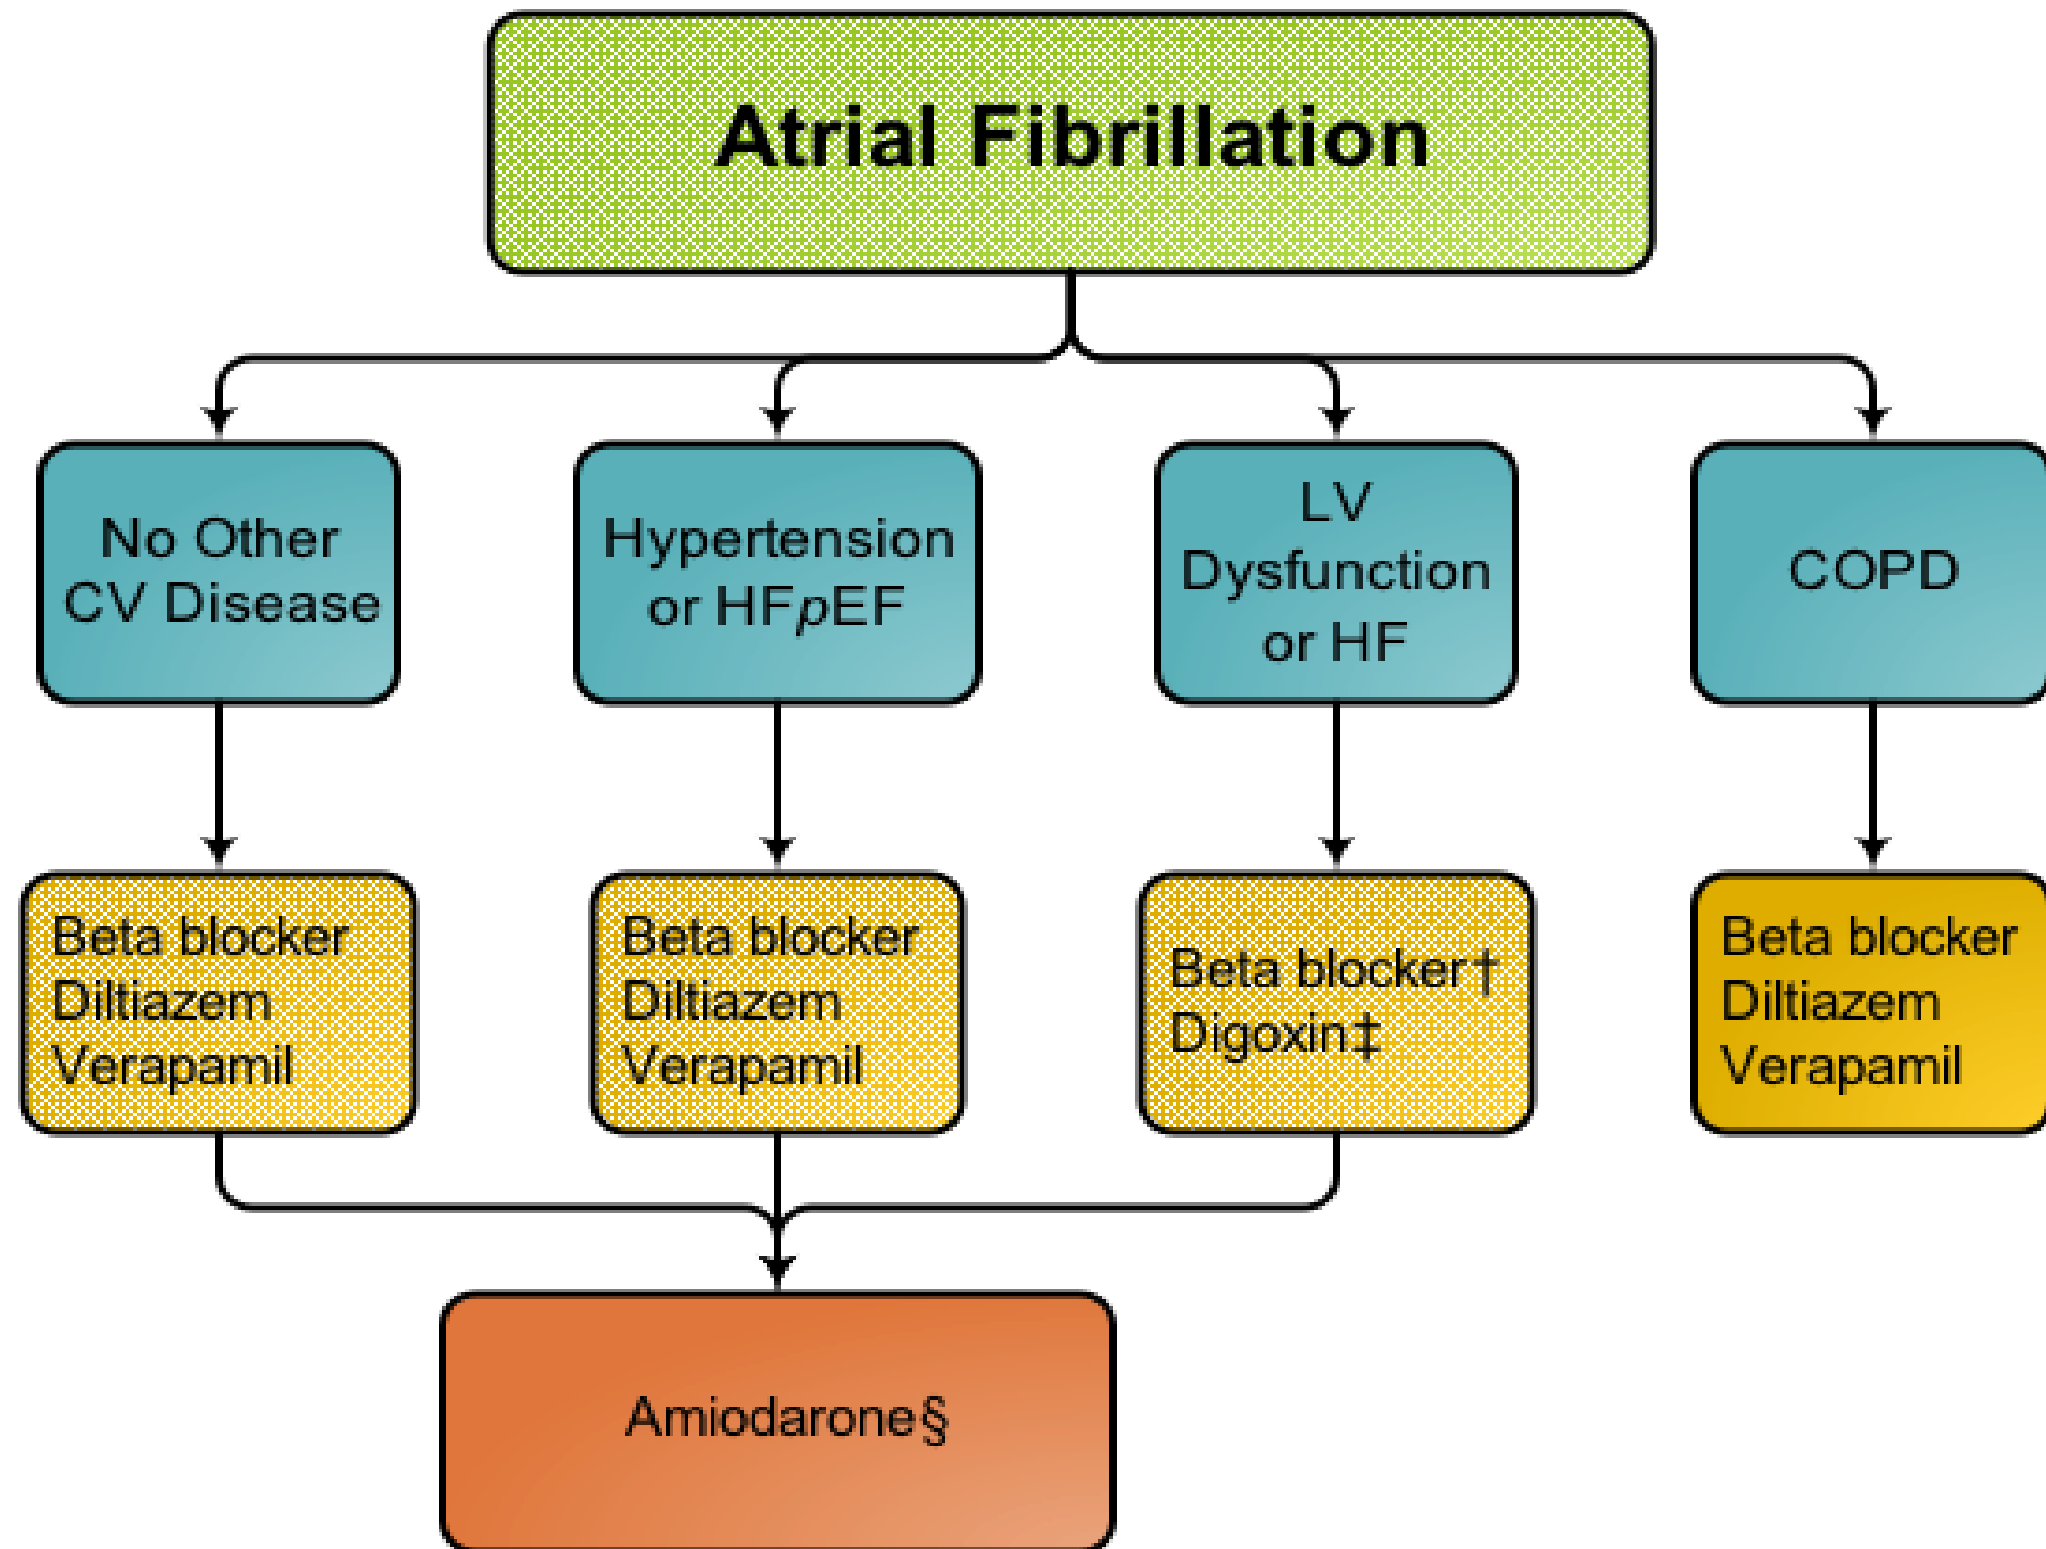 Atrial Fibrillation
No Other
CV Disease
Hypertension
or HFpEF
LV
Dysfunction
or HF
COPD
Beta blocker
Diltiazem
Verapamil
Beta blocker
Diltiazem
Verapamil
Beta blocker†
Digoxin‡
Beta blocker
Diltiazem
Verapamil
Amiodarone§